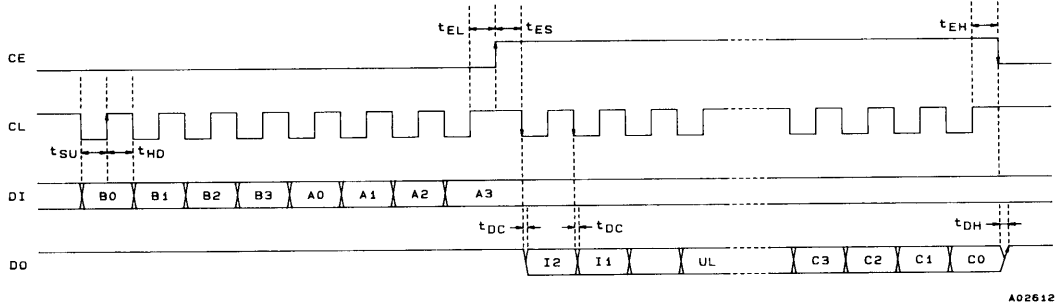 tEL tES tEH
CE
CL
tSU tHD
DI B0 B1 B2 B3 A0 A1 A2 A3
tDC tDC tDH
DO I2 I1 UL C3 C2 C1 C0
A02612